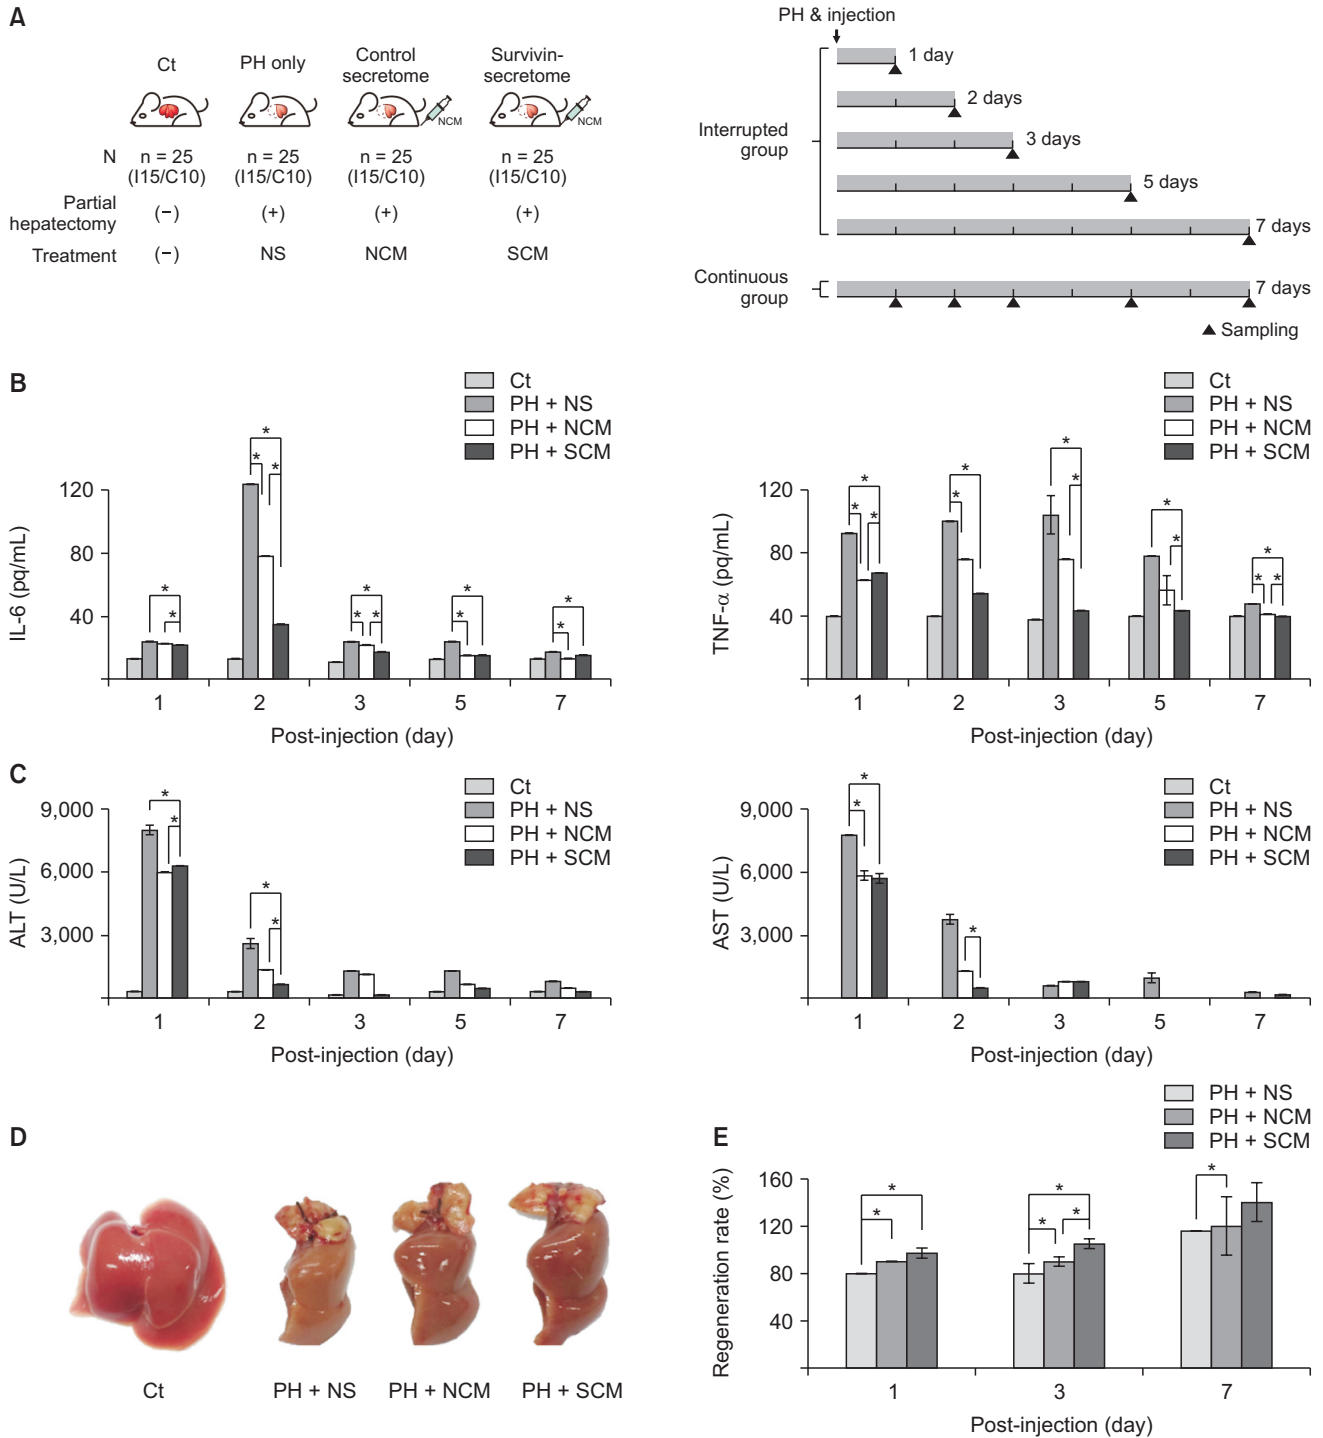 A
Ct
PH only
Control
secretome
Survivin-
secretome
NCM
NCM
N
n = 25
(I15/C10)
n = 25
(I15/C10)
n = 25
(I15/C10)
n = 25
(I15/C10)
Partial
hepatectomy
(−)
(+)
(+)
(+)
Treatment
(−)
NS
NCM
SCM
PH & injection
1 day
2 days
Interrupted
group
3 days
5 days
7 days
Continuous
group
7 days
▲ Sampling
B
Ct
PH + NS
PH + NCM
PH + SCM
IL-6 (pq/mL)
120
80
40
* * *
* *
* * *
* *
* *
1 2 3 5 7
Post-injection (day)
Ct
PH + NS
PH + NCM
PH + SCM
TNF-α (pq/mL)
120
80
40
* * *
* *
* *
* *
* * *
1 2 3 5 7
Post-injection (day)
C
Ct
PH + NS
PH + NCM
PH + SCM
ALT (U/L)
9,000
6,000
3,000
* *
* *
1 2 3 5 7
Post-injection (day)
Ct
PH + NS
PH + NCM
PH + SCM
AST (U/L)
9,000
6,000
3,000
* *
*
1 2 3 5 7
Post-injection (day)
D
Ct
PH + NS
PH + NCM
PH + SCM
E
PH + NS
PH + NCM
PH + SCM
Regeneration rate (%)
160
120
80
40
* *
* * *
*
1 3 7
Post-injection (day)